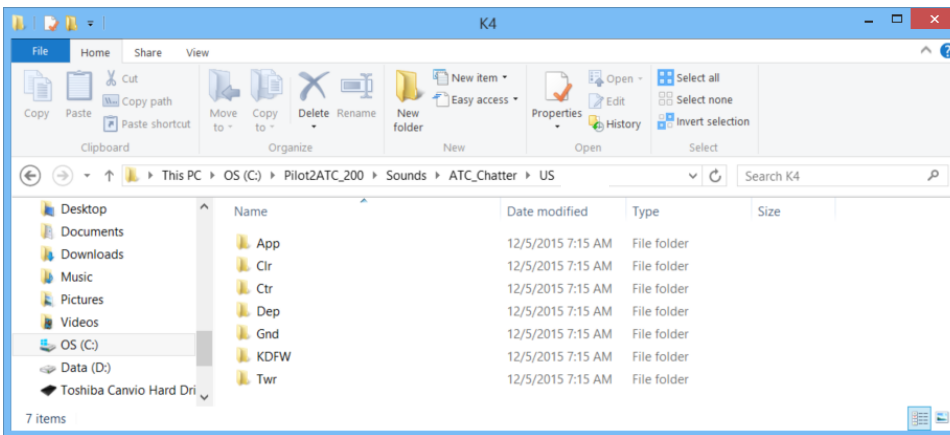 K4
File Home Share View
Copy Paste Cut Copy path Paste shortcut Move to Copy to Delete Rename New folder New item Easy access Properties Open Edit History Select all Select none Invert selection
Clipboard Organize New Open Select
This PC OS (C:) Pilot2ATC_200 Sounds ATC_Chatter US Search K4
Desktop Name Date modified Type Size
Documents
App 12/5/2015 7:15 AM File folder
Downloads
Clr 12/5/2015 7:15 AM File folder
Music
Ctr 12/5/2015 7:15 AM File folder
Pictures
Dep 12/5/2015 7:15 AM File folder
Videos
Gnd 12/5/2015 7:15 AM File folder
OS (C:)
KDFW 12/5/2015 7:15 AM File folder
Data (D:)
Twr 12/5/2015 7:15 AM File folder
Toshiba Canvio Hard Dri
7 items